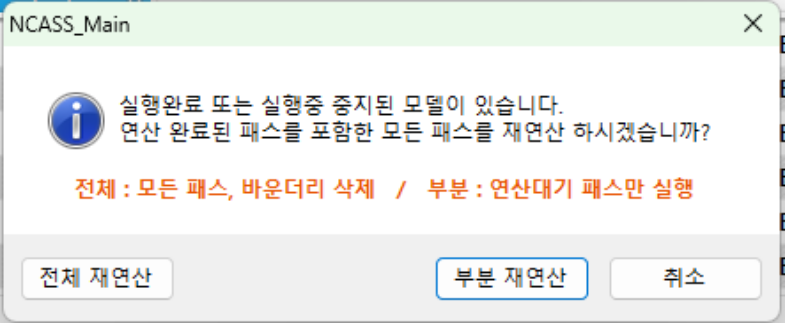 NCASS_Main
실행완료 또는 실행중 중지된 모델이 있습니다.
연산 완료된 패스를 포함한 모든 패스를 재연산 하시겠습니까?
전체 : 모든 패스, 바운더리 삭제 / 부분 : 연산대기 패스만 실행
전체 재연산
부분 재연산
취소